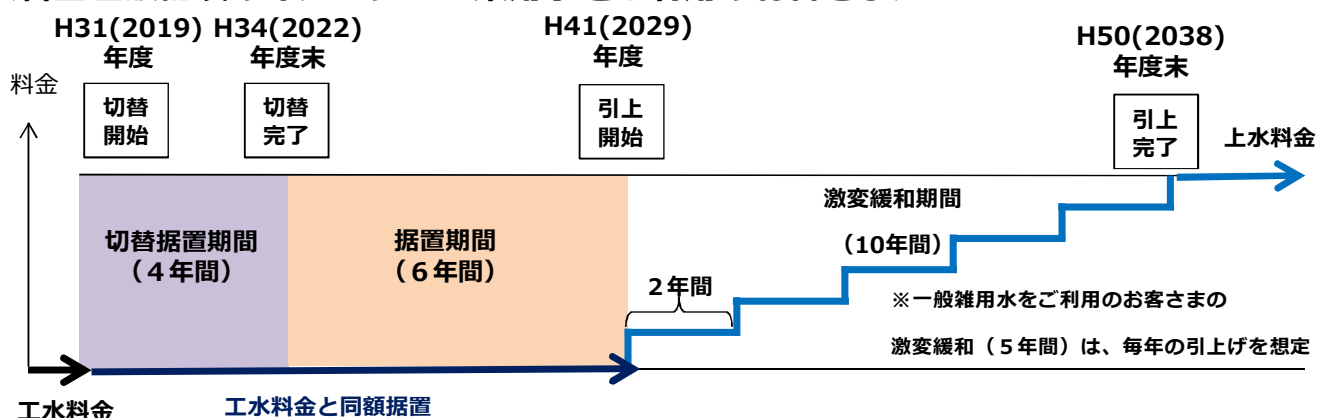 H31(2019)
年度
H34(2022)
年度末
H41(2029)
年度
H50(2038)
年度末
料金
切替
開始
切替
完了
引上
開始
引上
完了
上水料金
激変緩和期間
(10年間)
切替据置期間
(4年間)
据置期間
(6年間)
2年間
※一般雑用水をご利用のお客さまの
激変緩和(5年間)は、毎年の引上げを想定
工水料金
工水料金と同額据置